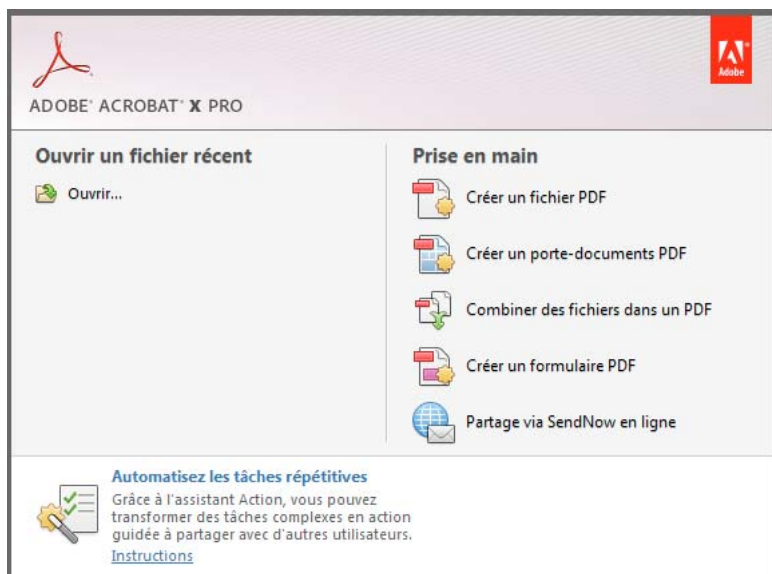 Adobe
ADOBE® ACROBAT® X PRO
Ouvrir un fichier récent
Ouvrir...
Prise en main
Créer un fichier PDF
Créer un porte-documents PDF
Combiner des fichiers dans un PDF
Créer un formulaire PDF
Partage via SendNow en ligne
Automatisez les tâches répétitives
Grâce à l'assistant Action, vous pouvez
transformer des tâches complexes en action
guidée à partager avec d'autres utilisateurs.
Instructions